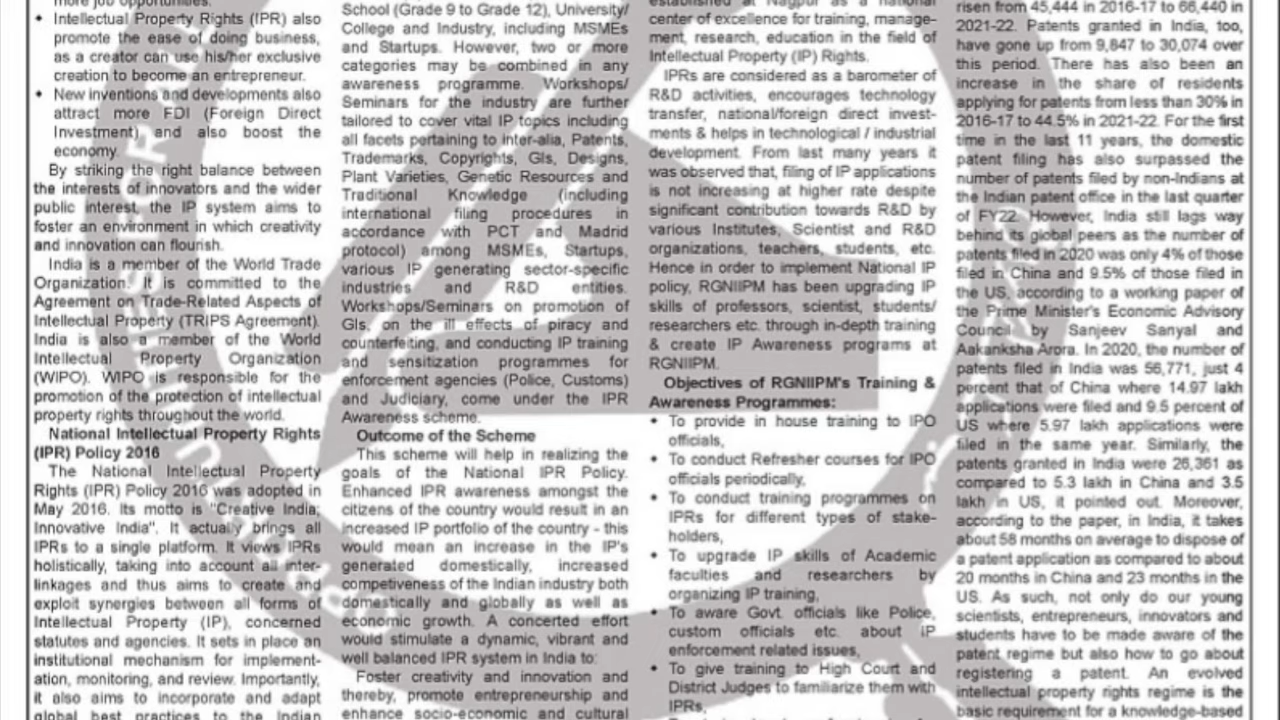 more job opportunities.
• Intellectual Property Rights (IPR) also
promote the ease of doing business,
as a creator can use his/her exclusive
creation to become an entrepreneur.
• New inventions and developments also
attract more FDI (Foreign Direct
Investment) and also boost the
economy.
By striking the right balance between
the interests of innovators and the wider
public interest, the IP system aims to
foster an environment in which creativity
and innovation can flourish.
India is a member of the World Trade
Organization. It is committed to the
Agreement on Trade-Related Aspects of
Intellectual Property (TRIPS Agreement).
India is also a member of the World
Intellectual Property Organization
(WIPO). WIPO is responsible for the
promotion of the protection of intellectual
property rights throughout the world.
National Intellectual Property Rights
(IPR) Policy 2016
The National Intellectual Property
Rights (IPR) Policy 2016 was adopted in
May 2016. Its motto is "Creative India;
Innovative India". It actually brings all
IPRs to a single platform. It views IPRs
holistically, taking into account all inter-
linkages and thus aims to create and
exploit synergies between all forms of
Intellectual Property (IP), concerned
statutes and agencies. It sets in place an
institutional mechanism for implement-
ation, monitoring, and review. Importantly,
it also aims to incorporate and adapt
global best practices to the Indian
School (Grade 9 to Grade 12), University/
College and Industry, including MSMEs
and Startups. However, two or more
categories may be combined in any
awareness programme. Workshops/
Seminars for the industry are further
tailored to cover vital IP topics including
all facets pertaining to inter-alia, Patents,
Trademarks, Copyrights, GIs, Designs,
Plant Varieties, Genetic Resources and
Traditional Knowledge (including
international filing procedures in
accordance with PCT and Madrid
protocol) among MSMEs, Startups,
various IP generating sector-specific
industries and R&D entities.
Workshops/Seminars on promotion of
GIs, on the ill effects of piracy and
counterfeiting, and conducting IP training
and sensitization programmes for
enforcement agencies (Police, Customs)
and Judiciary, come under the IPR
Awareness scheme.
Outcome of the Scheme
This scheme will help in realizing the
goals of the National IPR Policy.
Enhanced IPR awareness amongst the
citizens of the country would result in an
increased IP portfolio of the country - this
would mean an increase in the IP's
generated domestically, increased
competiveness of the Indian industry both
domestically and globally as well as
economic growth. A concerted effort
would stimulate a dynamic, vibrant and
well balanced IPR system in India to:
Foster creativity and innovation and
thereby, promote entrepreneurship and
enhance socio-economic and cultural
established at Nagpur as a national
center of excellence for training, manage-
ment, research, education in the field of
Intellectual Property (IP) Rights.
IPRs are considered as a barometer of
R&D activities, encourages technology
transfer, national/foreign direct invest-
ments & helps in technological / industrial
development. From last many years it
was observed that, filing of IP applications
is not increasing at higher rate despite
significant contribution towards R&D by
various Institutes, Scientist and R&D
organizations, teachers, students, etc.
Hence in order to implement National IP
policy, RGNIIPM has been upgrading IP
skills of professors, scientist, students/
researchers etc. through in-depth training
& create IP Awareness programs at
RGNIIPM.
Objectives of RGNIIPM's Training &
Awareness Programmes:
• To provide in house training to IPO
officials,
• To conduct Refresher courses for IPO
officials periodically,
• To conduct training programmes on
IPRs for different types of stake-
holders,
• To upgrade IP skills of Academic
faculties and researchers by
organizing IP training,
• To aware Govt. officials like Police,
custom officials etc. about IP
enforcement related issues,
• To give training to High Court and
District Judges to familiarize them with
IPRs,
risen from 45,444 in 2016-17 to 66,440 in
2021-22. Patents granted in India, too,
have gone up from 9,847 to 30,074 over
this period. There has also been an
increase in the share of residents
applying for patents from less than 30% in
2016-17 to 44.5% in 2021-22. For the first
time in the last 11 years, the domestic
patent filing has also surpassed the
number of patents filed by non-Indians at
the Indian patent office in the last quarter
of FY22. However, India still lags way
behind its global peers as the number of
patents filed in 2020 was only 4% of those
filed in China and 9.5% of those filed in
the US, according to a working paper of
the Prime Minister's Economic Advisory
Council by Sanjeev Sanyal and
Aakanksha Arora. In 2020, the number of
patents filed in India was 56,771, just 4
percent that of China where 14.97 lakh
applications were filed and 9.5 percent of
US where 5.97 lakh applications were
filed in the same year. Similarly, the
patents granted in India were 26,361 as
compared to 5.3 lakh in China and 3.5
lakh in US, it pointed out. Moreover,
according to the paper, in India, it takes
about 58 months on average to dispose of
a patent application as compared to about
20 months in China and 23 months in the
US. As such, not only do our young
scientists, entrepreneurs, innovators and
students have to be made aware of the
patent regime but also how to go about
registering a patent. An evolved
intellectual property rights regime is the
basic requirement for a knowledge-based